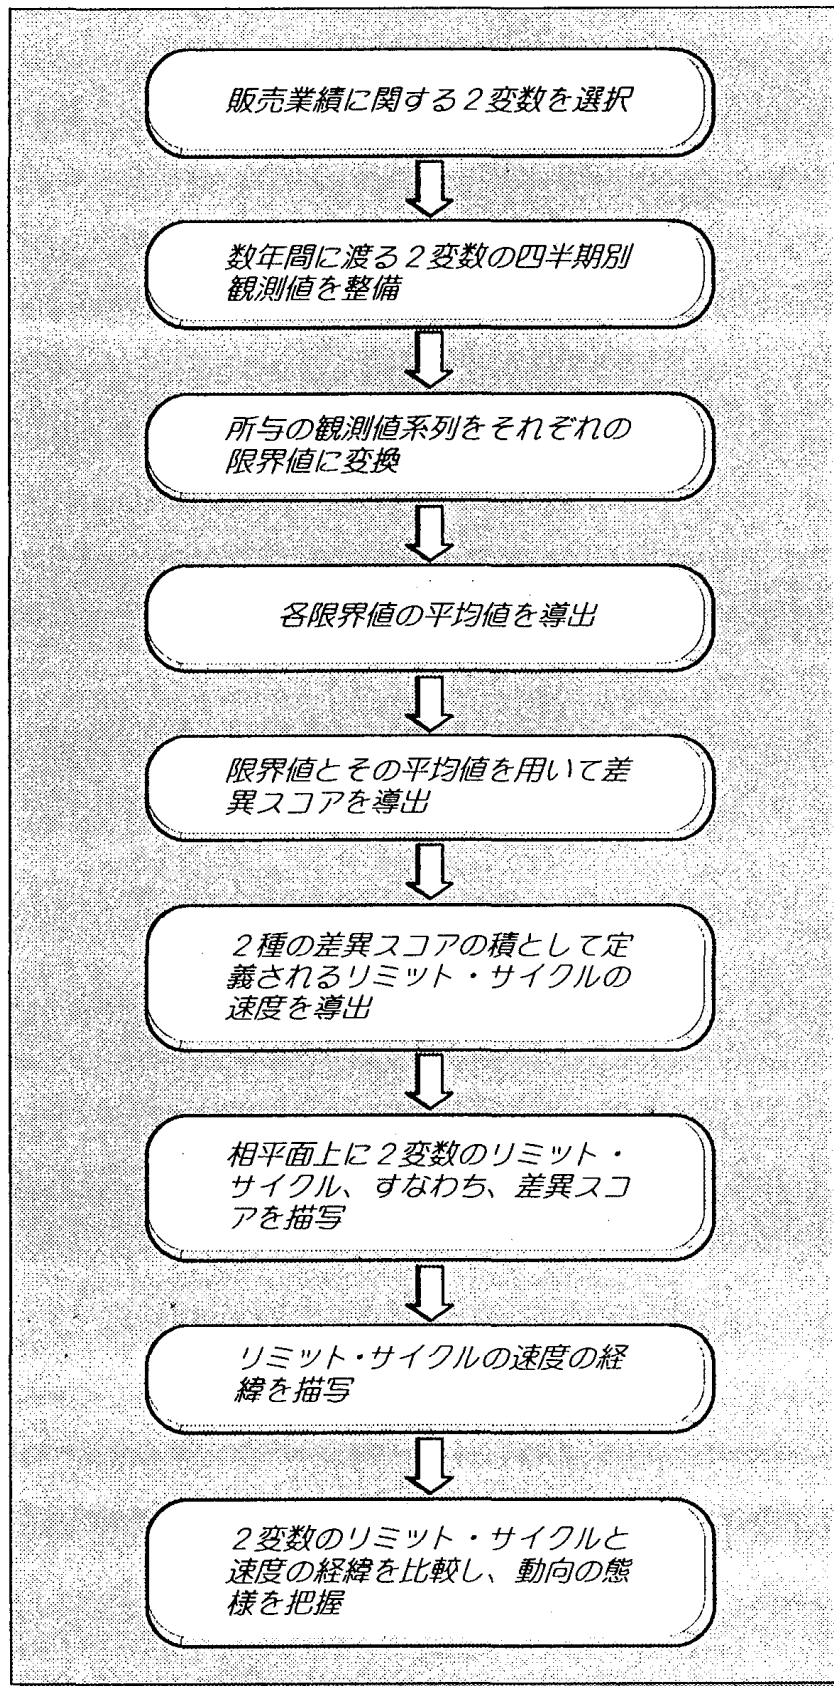 販売業績に関する２変数を選択
数年間に渡る２変数の四半期別
観測値を整備
所与の観測値系列をそれぞれの
限界値に変換
各限界値の平均値を導出
限界値とその平均値を用いて差
異スコアを導出
２種の差異スコアの積として定
義されるリミット・サイクルの
速度を導出
相平面上に２変数のリミット・
サイクル、すなわち、差異スコ
アを描写
リミット・サイクルの速度の経
緯を描写
２変数のリミット・サイクルと
速度の経緯を比較し、動向の態
様を把握